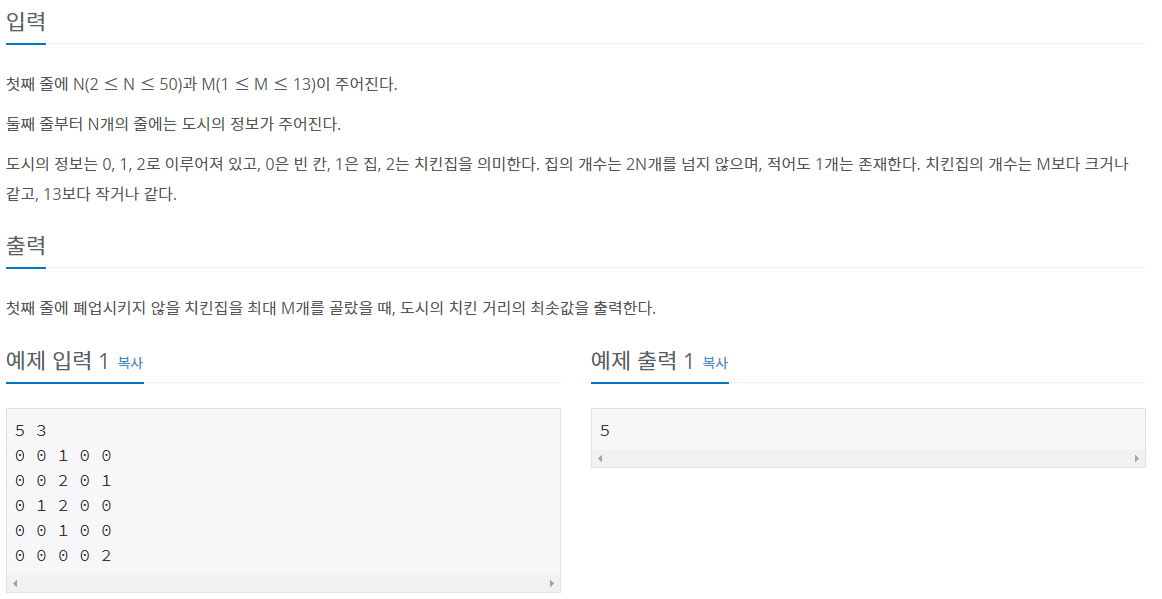 입력
첫째 줄에 N(2 ≤ N ≤ 50)과 M(1 ≤ M ≤ 13)이 주어진다.
둘째 줄부터 N개의 줄에는 도시의 정보가 주어진다.
도시의 정보는 0, 1, 2로 이루어져 있고, 0은 빈 칸, 1은 집, 2는 치킨집을 의미한다. 집의 개수는 2N개를 넘지 않으며, 적어도 1개는 존재한다. 치킨집의 개수는 M보다 크거나
같고, 13보다 작거나 같다.
출력
첫째 줄에 폐업시키지 않을 치킨집을 최대 M개를 골랐을 때, 도시의 치킨 거리의 최솟값을 출력한다.
예제 입력 1 복사
5 3
0 0 1 0 0
0 0 2 0 1
0 1 2 0 0
0 0 1 0 0
0 0 0 0 2
예제 출력 1 복사
5